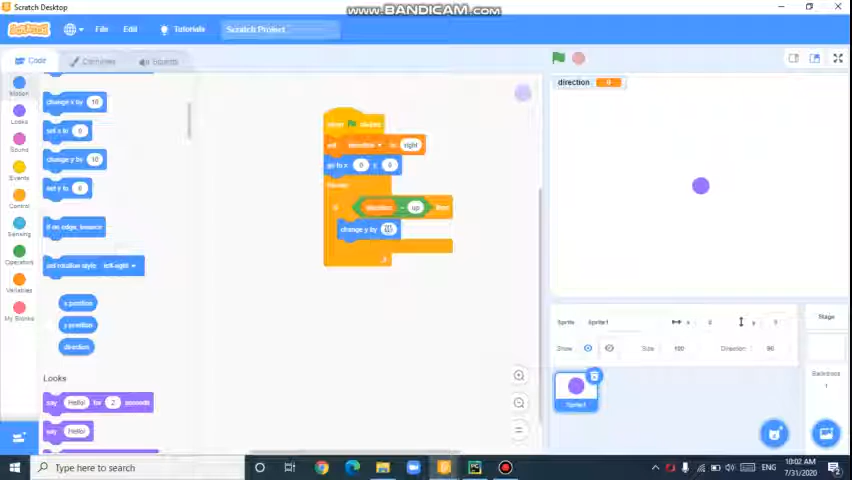 WWW.BANDICAM.COM
Scratch Desktop
SCRATCH
File
Edit
Tutorials
Scratch Project
Code
Costumes
Sounds
Motion
Looks
Sound
Events
Control
Sensing
Operators
Variables
My Blocks
change x by 10
set x to 0
change y by 10
set y to 0
if on edge, bounce
set rotation style left-right
x position
y position
direction
Looks
say Hello! for 2 seconds
say Hello!
when clicked
set direction to right
go to x: 0 y: 0
forever
if direction = up then
change y by
direction 0
Sprite Sprite1
x 0
y 0
Show
Size 100
Direction 90
Sprite1
Stage
Backdrops
1
Type here to search
ENG
10:02 AM
7/31/2020
2